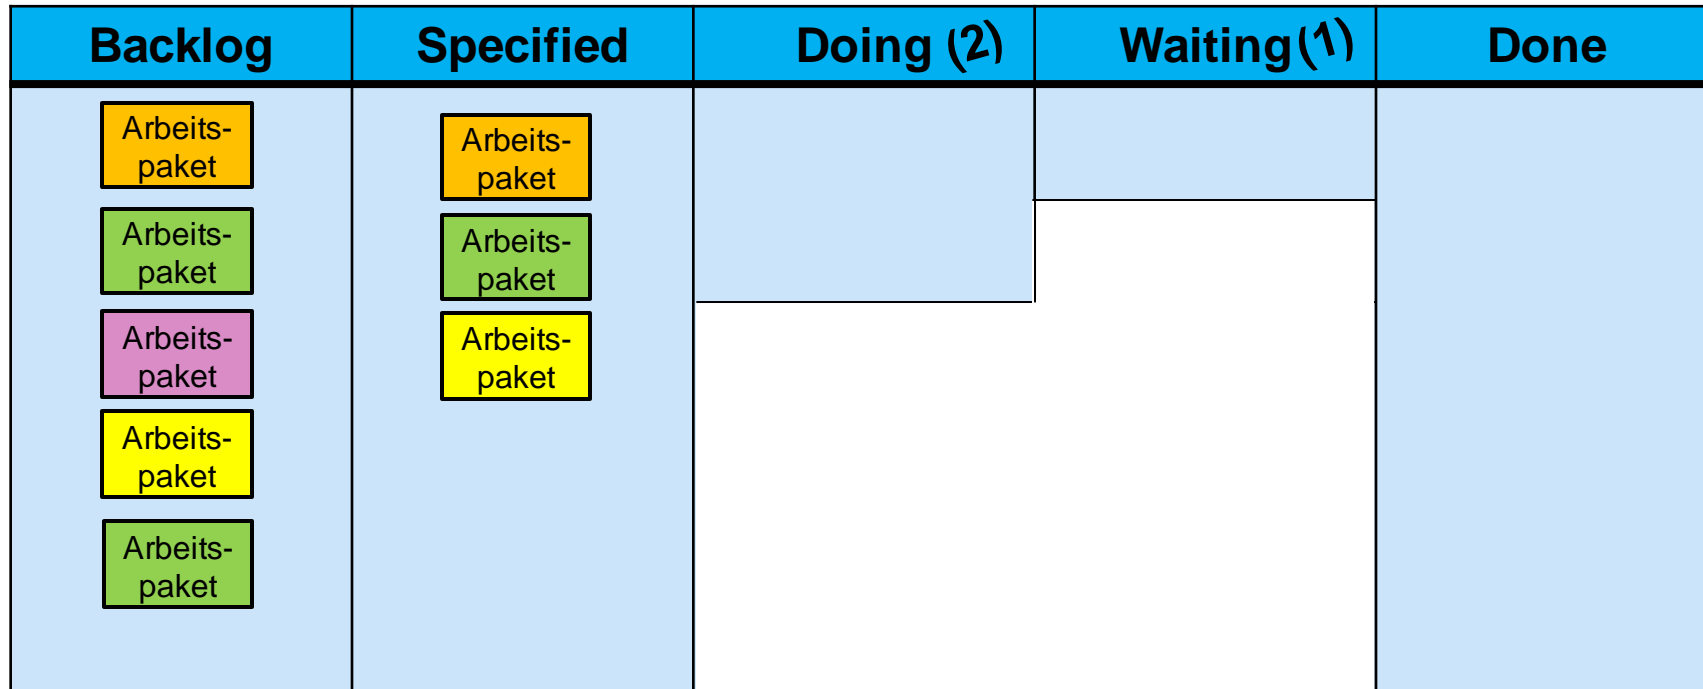 Backlog
Specified
Doing (2)
Waiting (1)
Done
Arbeits-
paket
Arbeits-
paket
Arbeits-
paket
Arbeits-
paket
Arbeits-
paket
Arbeits-
paket
Arbeits-
paket
Arbeits-
paket